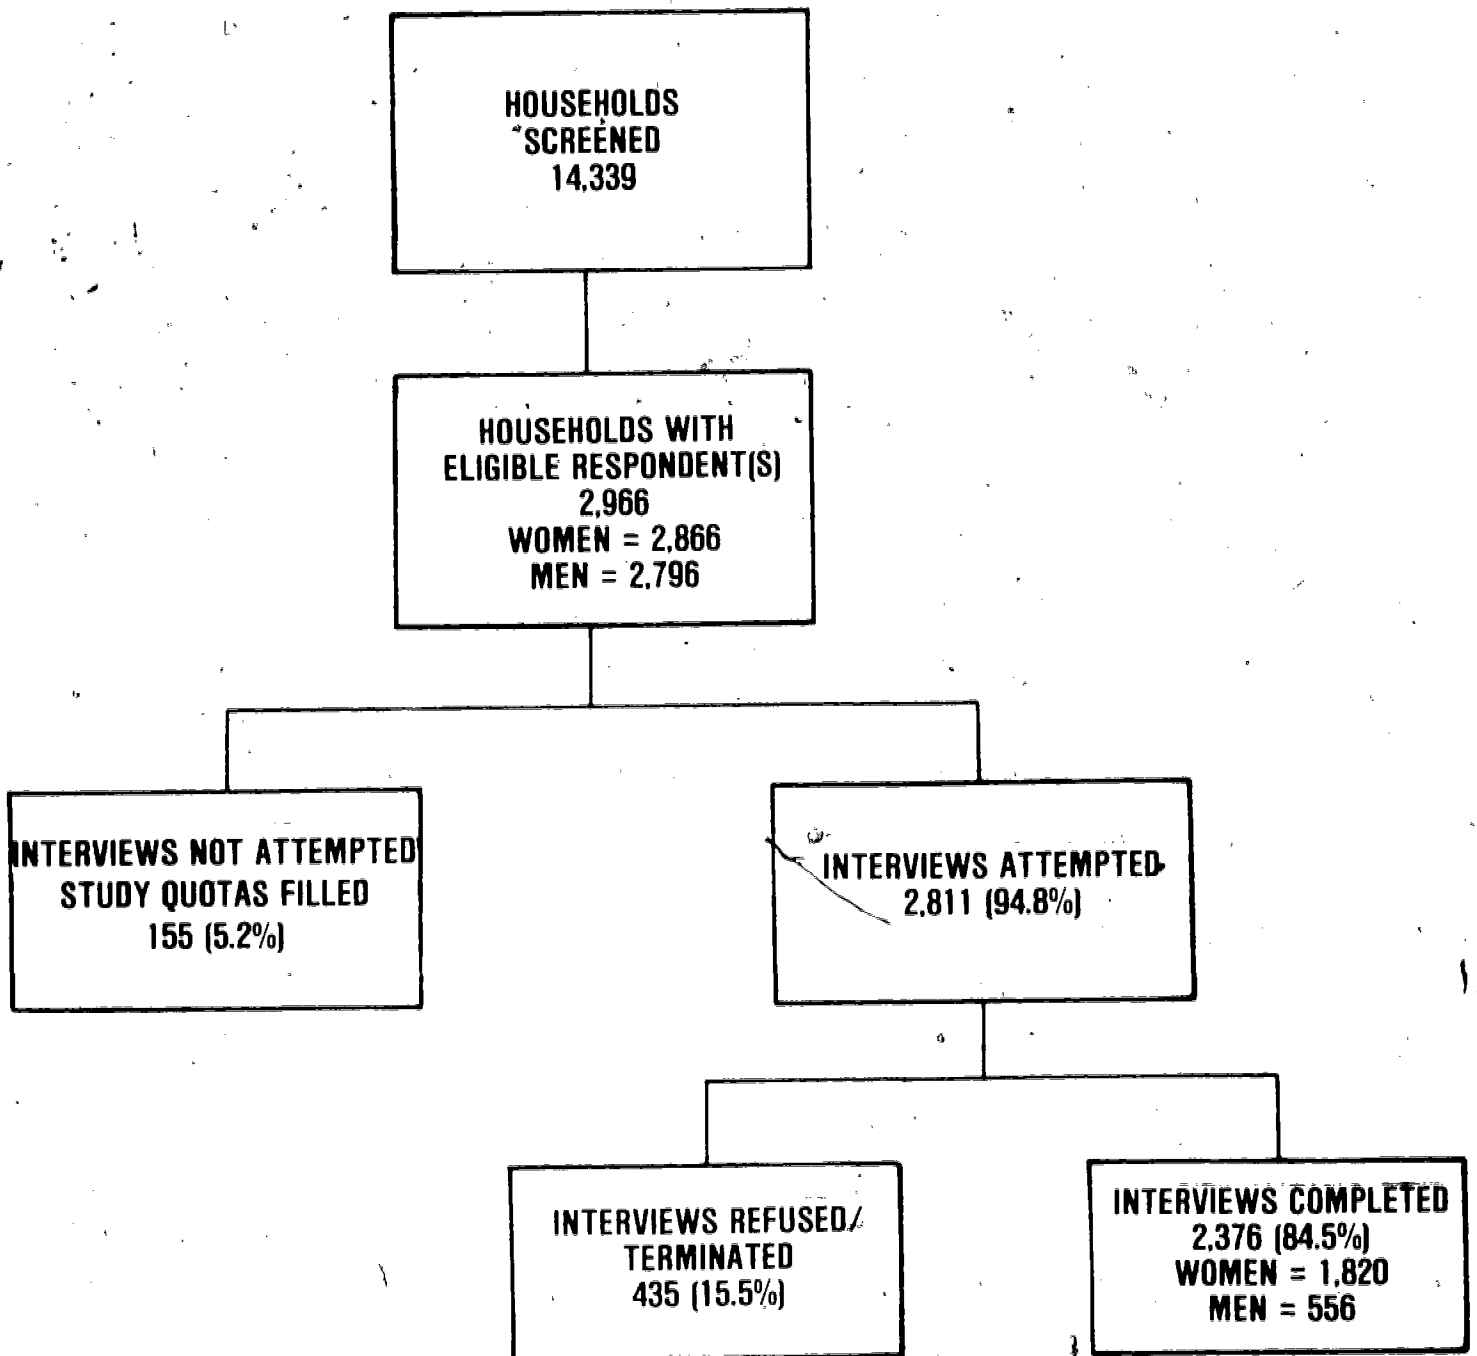 HOUSEHOLDS
SCREENED
14,339
HOUSEHOLDS WITH
ELIGIBLE RESPONDENT(S)
2,966
WOMEN = 2,866
MEN = 2,796
INTERVIEWS NOT ATTEMPTED
STUDY QUOTAS FILLED
155 (5.2%)
INTERVIEWS ATTEMPTED
2,811 (94.8%)
INTERVIEWS REFUSED/
TERMINATED
435 (15.5%)
INTERVIEWS COMPLETED
2,376 (84.5%)
WOMEN = 1,820
MEN = 556